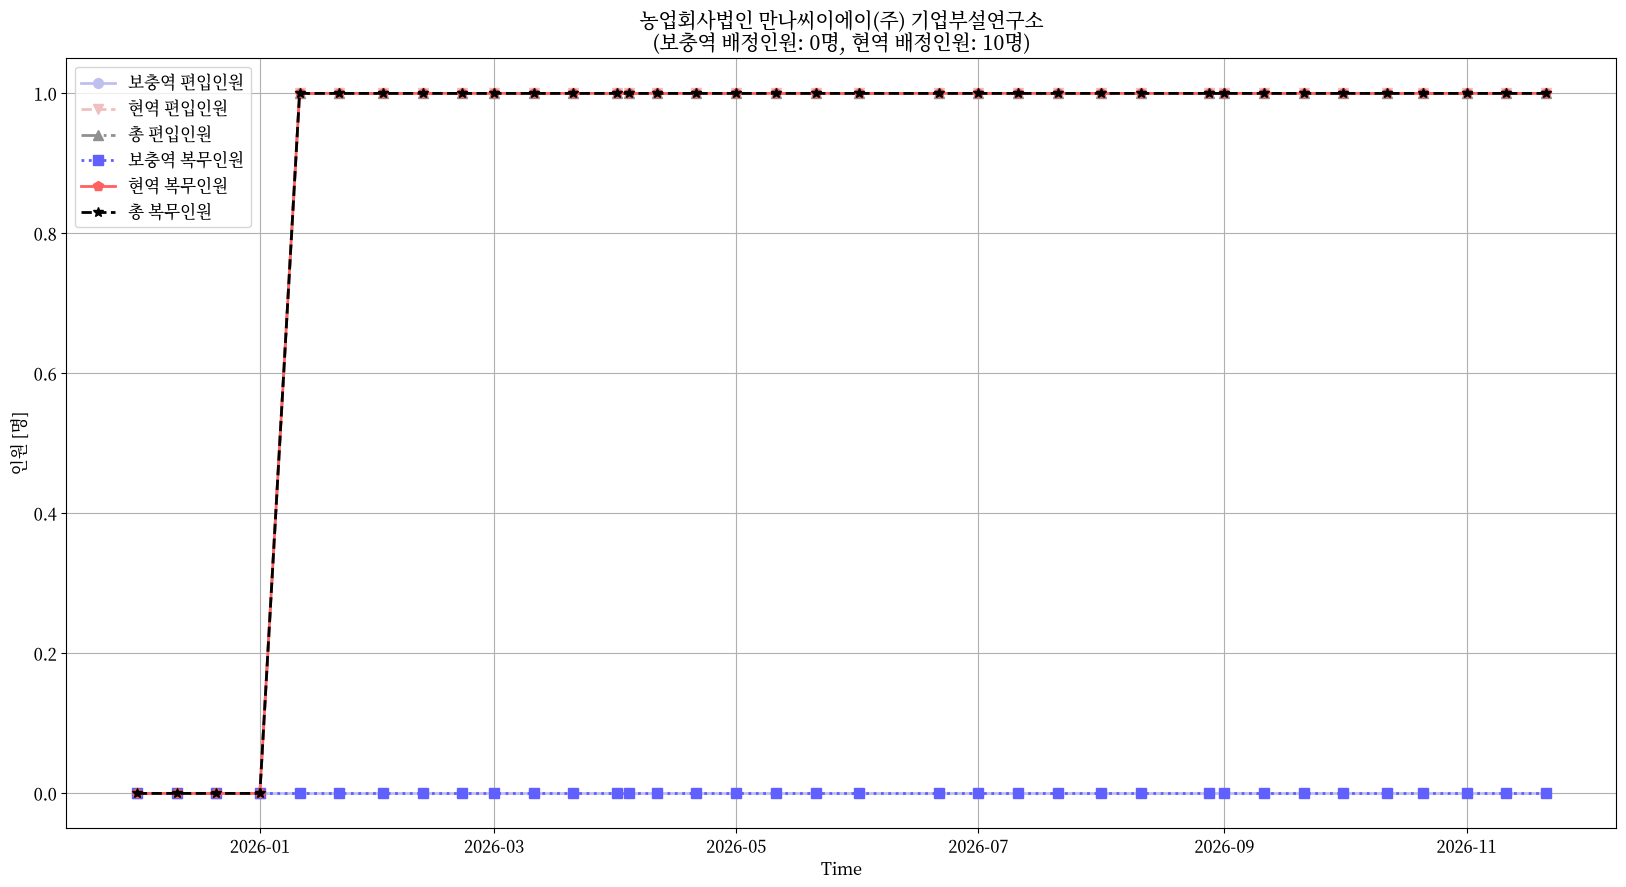 농업회사법인 만나씨이에이(주) 기업부설연구소
(보충역 배정인원: 0명, 현역 배정인원: 10명)
보충역 편입인원
현역 편입인원
총 편입인원
보충역 복무인원
현역 복무인원
총 복무인원
1.0
0.8
0.6
0.4
0.2
0.0
인원 [명]
2026-01
2026-03
2026-05
2026-07
2026-09
2026-11
Time